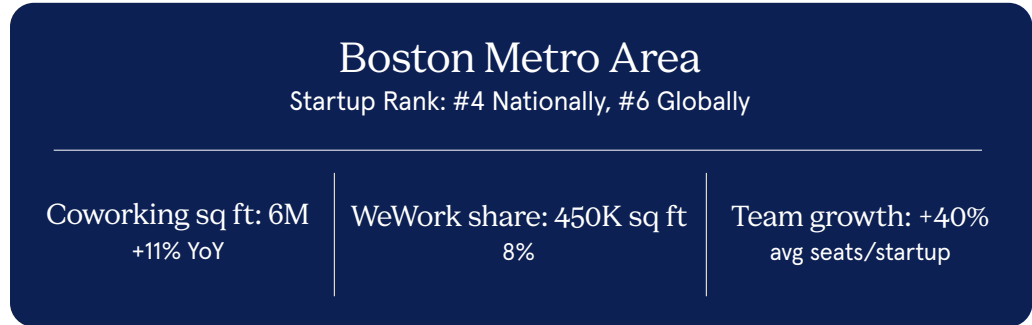 Boston Metro Area
Startup Rank: #4 Nationally, #6 Globally
Coworking sq ft: 6M
+11% YoY
WeWork share: 450K sq ft
8%
Team growth: +40%
avg seats/startup